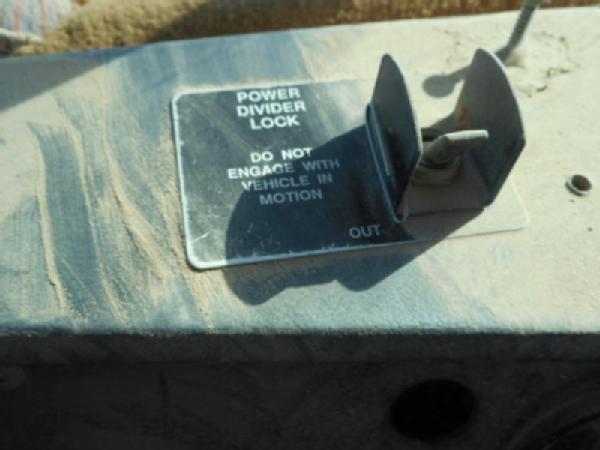 POWER
DIVIDER
LOCK
DO NOT
ENGAGE WITH
VEHICLE IN
MOTION
OUT